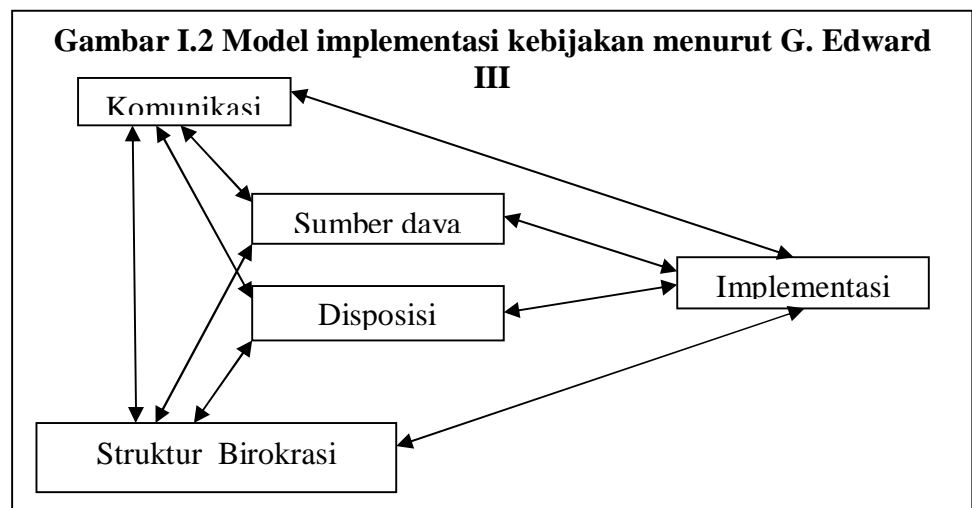 Gambar I.2 Model implementasi kebijakan menurut G. Edward
III
Komunikasi
Sumber daya
Disposisi
Implementasi
Struktur Birokrasi